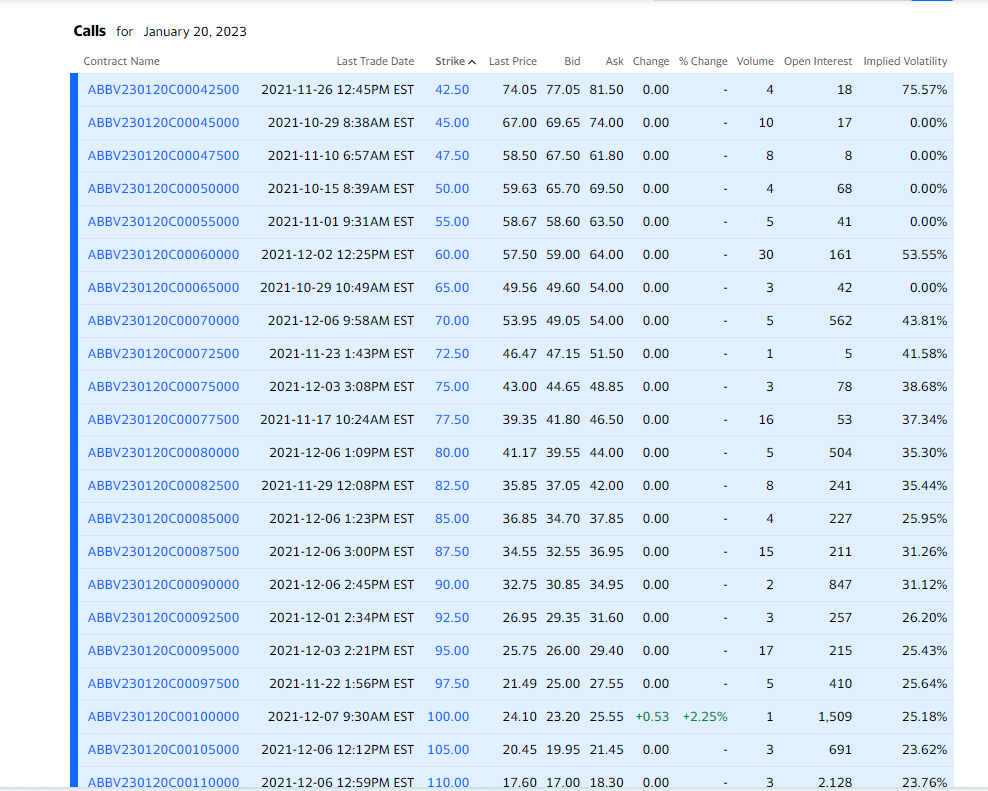 Calls for January 20, 2023
Contract Name Last Trade Date Strike Last Price Bid Ask Change % Change Volume Open Interest Implied Volatility
ABBV230120C00042500 2021-11-26 12:45PM EST 42.50 74.05 77.05 81.50 0.00 - 4 18 75.57%
ABBV230120C00045000 2021-10-29 8:38AM EST 45.00 67.00 69.65 74.00 0.00 - 10 17 0.00%
ABBV230120C00047500 2021-11-10 6:57AM EST 47.50 58.50 67.50 61.80 0.00 - 8 8 0.00%
ABBV230120C00050000 2021-10-15 8:39AM EST 50.00 59.63 65.70 69.50 0.00 - 4 68 0.00%
ABBV230120C00055000 2021-11-01 9:31AM EST 55.00 58.67 58.60 63.50 0.00 - 5 41 0.00%
ABBV230120C00060000 2021-12-02 12:25PM EST 60.00 57.50 59.00 64.00 0.00 - 30 161 53.55%
ABBV230120C00065000 2021-10-29 10:49AM EST 65.00 49.56 49.60 54.00 0.00 - 3 42 0.00%
ABBV230120C00070000 2021-12-06 9:58AM EST 70.00 53.95 49.05 54.00 0.00 - 5 562 43.81%
ABBV230120C00072500 2021-11-23 1:43PM EST 72.50 46.47 47.15 51.50 0.00 - 1 5 41.58%
ABBV230120C00075000 2021-12-03 3:08PM EST 75.00 43.00 44.65 48.85 0.00 - 3 78 38.68%
ABBV230120C00077500 2021-11-17 10:24AM EST 77.50 39.35 41.80 46.50 0.00 - 16 53 37.34%
ABBV230120C00080000 2021-12-06 1:09PM EST 80.00 41.17 39.55 44.00 0.00 - 5 504 35.30%
ABBV230120C00082500 2021-11-29 12:08PM EST 82.50 35.85 37.05 42.00 0.00 - 8 241 35.44%
ABBV230120C00085000 2021-12-06 1:23PM EST 85.00 36.85 34.70 37.85 0.00 - 4 227 25.95%
ABBV230120C00087500 2021-12-06 3:00PM EST 87.50 34.55 32.55 36.95 0.00 - 15 211 31.26%
ABBV230120C00090000 2021-12-06 2:45PM EST 90.00 32.75 30.85 34.95 0.00 - 2 847 31.12%
ABBV230120C00092500 2021-12-01 2:34PM EST 92.50 26.95 29.35 31.60 0.00 - 3 257 26.20%
ABBV230120C00095000 2021-12-03 2:21PM EST 95.00 25.75 26.00 29.40 0.00 - 17 215 25.43%
ABBV230120C00097500 2021-11-22 1:56PM EST 97.50 21.49 25.00 27.55 0.00 - 5 410 25.64%
ABBV230120C00100000 2021-12-07 9:30AM EST 100.00 24.10 23.20 25.55 +0.53 +2.25% 1 1,509 25.18%
ABBV230120C00105000 2021-12-06 12:12PM EST 105.00 20.45 19.95 21.45 0.00 - 3 691 23.62%
ABBV230120C00110000 2021-12-06 12:59PM EST 110.00 17.60 17.00 18.30 0.00 - 3 2,128 23.76%